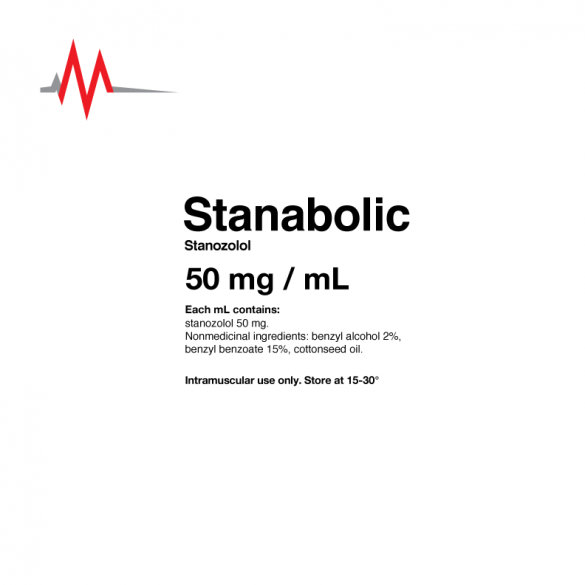 Stanabolic
Stanozolol
50 mg / mL
Each mL contains:
stanozolol 50 mg.
Nonmedicinal ingredients: benzyl alcohol 2%,
benzyl benzoate 15%, cottonseed oil.
Intramuscular use only. Store at 15-30°